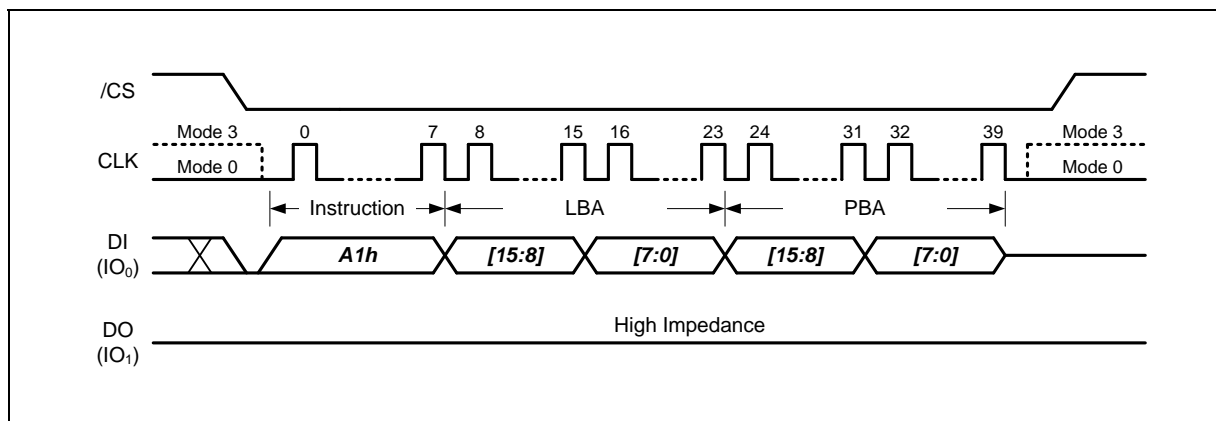 /CS
Mode 3 0 7 8 15 16 23 24 31 32 39 Mode 3
CLK
Mode 0 Mode 0
Instruction LBA PBA
DI
(IO₀)
A1h [15:8] [7:0] [15:8] [7:0]
High Impedance
DO
(IO₁)